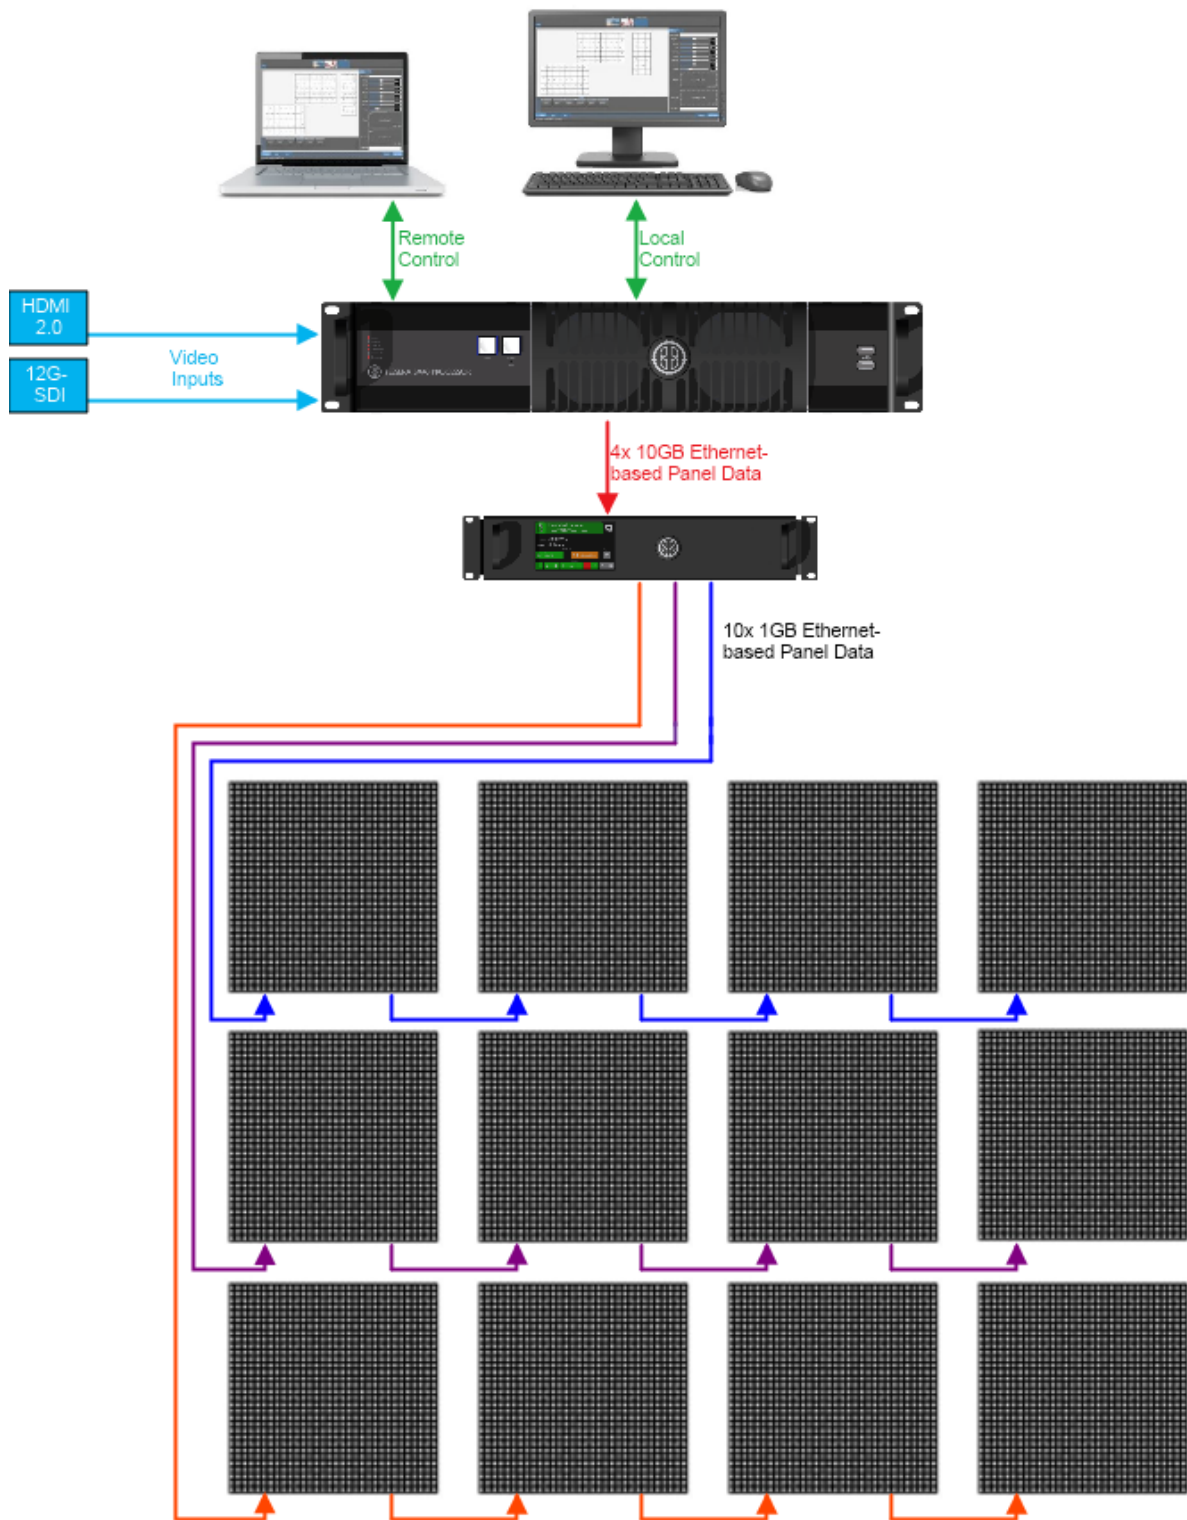 Remote
Control
Local
Control
HDMI
2.0
12G-
SDI
Video
Inputs
4x 10GB Ethernet-
based Panel Data
10x 1GB Ethernet-
based Panel Data